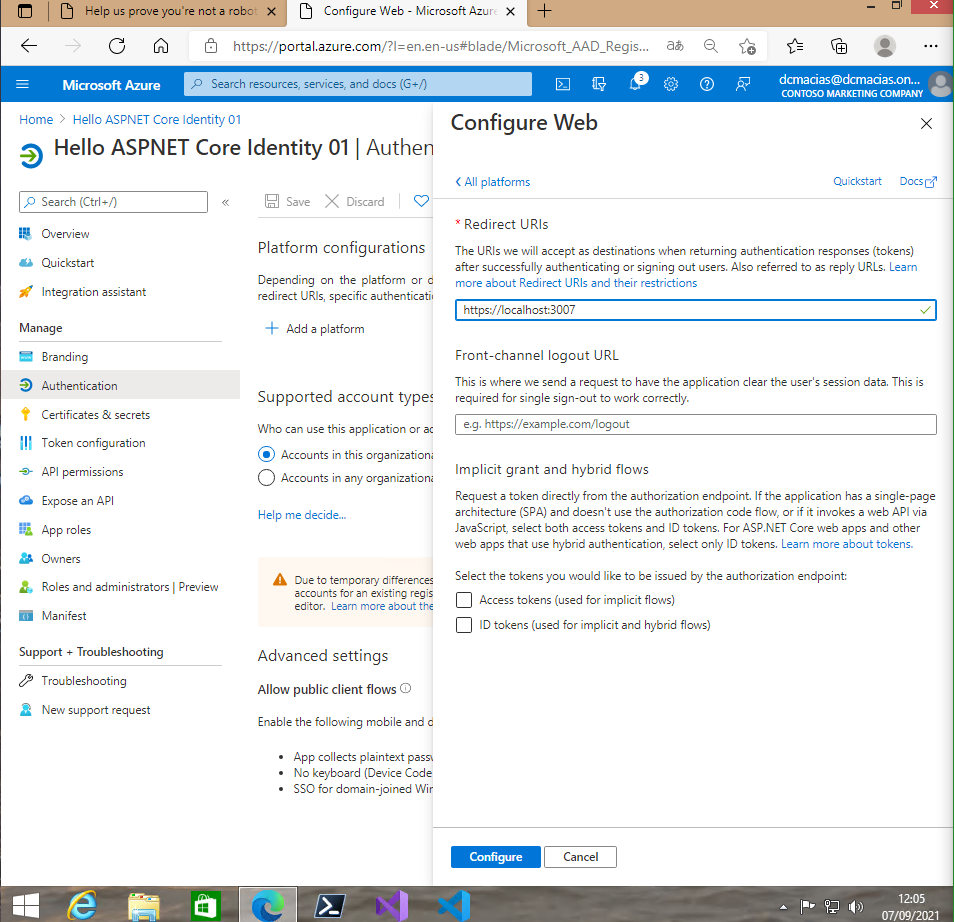 Help us prove you're not a robot
Configure Web - Microsoft Azure
https://portal.azure.com/?l=en.en-us#blade/Microsoft_AAD_Regis...
Microsoft Azure
Search resources, services, and docs (G+/)
3
dcmacias@dcmacias.on...
CONTOSO MARKETING COMPANY
Home > Hello ASPNET Core Identity 01
Hello ASPNET Core Identity 01 | Authen
Search (Ctrl+/)
«
Overview
Quickstart
Integration assistant
Manage
Branding
Authentication
Certificates & secrets
Token configuration
API permissions
Expose an API
App roles
Owners
Roles and administrators | Preview
Manifest
Support + Troubleshooting
Troubleshooting
New support request
Save
Discard
Platform configurations
Depending on the platform or d
redirect URIs, specific authenticati
Add a platform
Supported account types
Who can use this application or ac
Accounts in this organizationa
Accounts in any organizationa
Help me decide...
Due to temporary differences
accounts for an existing regis
editor. Learn more about the
Advanced settings
Allow public client flows
Enable the following mobile and d
• App collects plaintext passw
• No keyboard (Device Code
• SSO for domain-joined Win
Configure Web
All platforms
Quickstart
Docs
* Redirect URIs
The URIs we will accept as destinations when returning authentication responses (tokens)
after successfully authenticating or signing out users. Also referred to as reply URLs. Learn
more about Redirect URIs and their restrictions
https://localhost:3007
Front-channel logout URL
This is where we send a request to have the application clear the user's session data. This is
required for single sign-out to work correctly.
e.g. https://example.com/logout
Implicit grant and hybrid flows
Request a token directly from the authorization endpoint. If the application has a single-page
architecture (SPA) and doesn't use the authorization code flow, or if it invokes a web API via
JavaScript, select both access tokens and ID tokens. For ASP.NET Core web apps and other
web apps that use hybrid authentication, select only ID tokens. Learn more about tokens.
Select the tokens you would like to be issued by the authorization endpoint:
Access tokens (used for implicit flows)
ID tokens (used for implicit and hybrid flows)
Configure
Cancel
12:05
07/09/2021